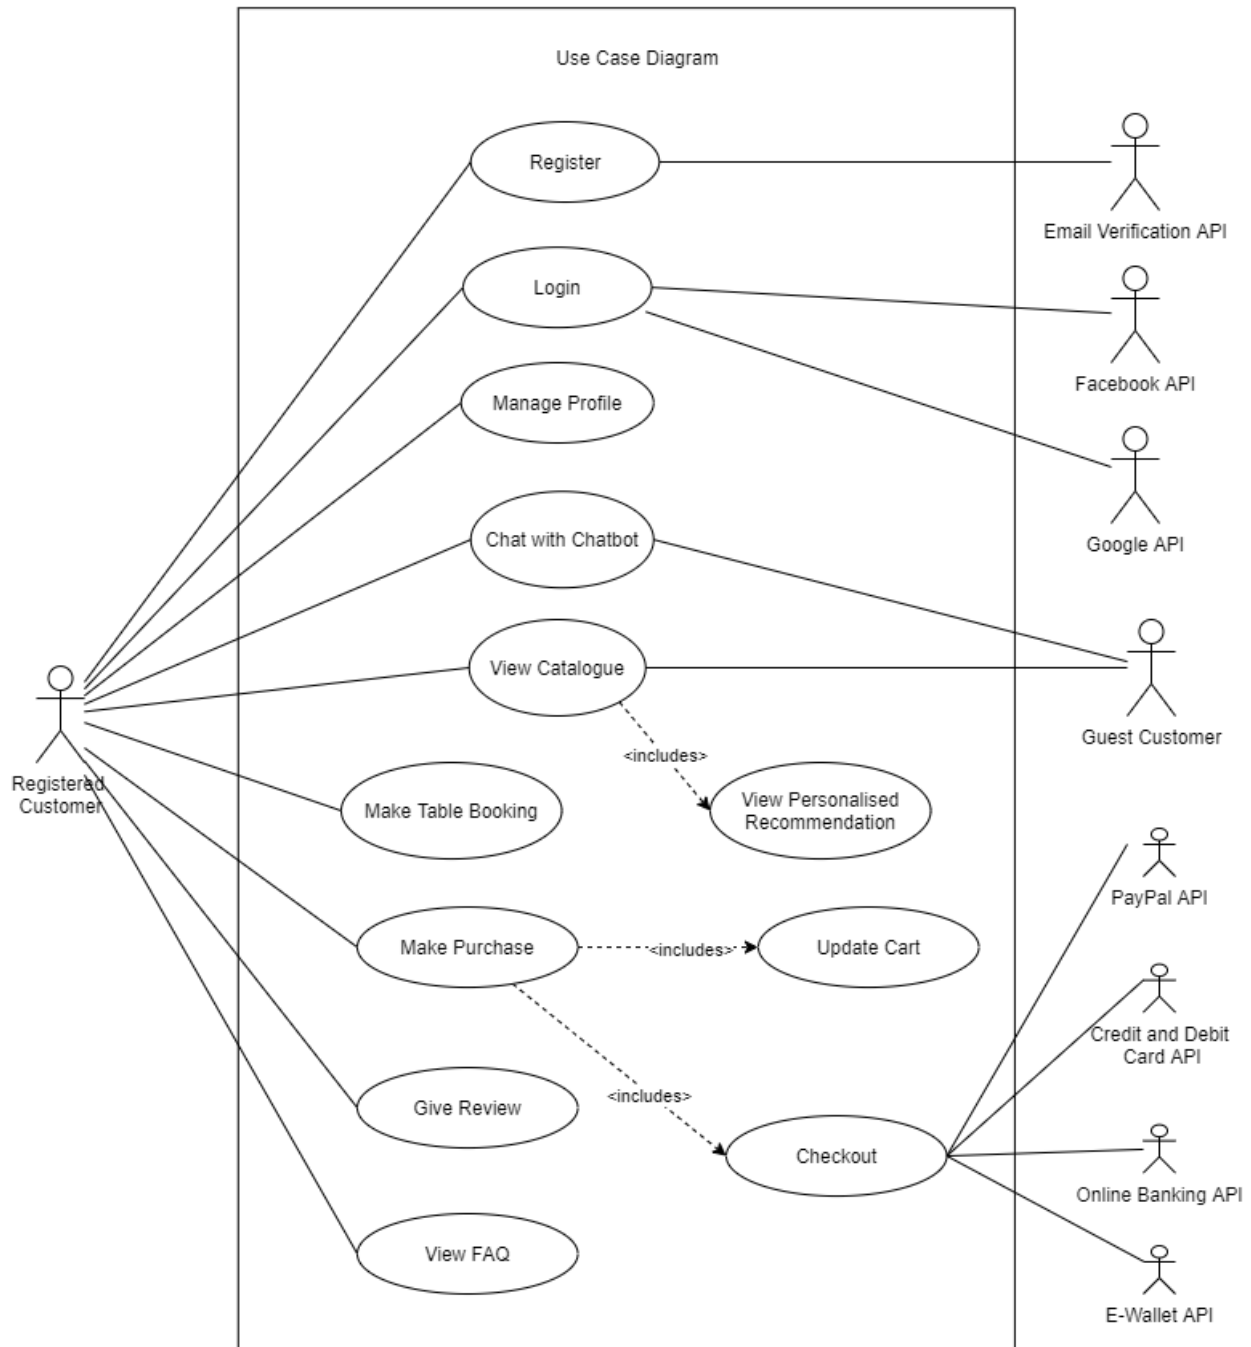 Use Case Diagram
Register
Email Verification API
Login
Facebook API
Manage Profile
Google API
Chat with Chatbot
View Catalogue
Guest Customer
<includes>
Registered
Customer
Make Table Booking
View Personalised
Recommendation
PayPal API
Make Purchase
<includes>
Update Cart
Credit and Debit
Card API
<includes>
Give Review
Checkout
Online Banking API
View FAQ
E-Wallet API